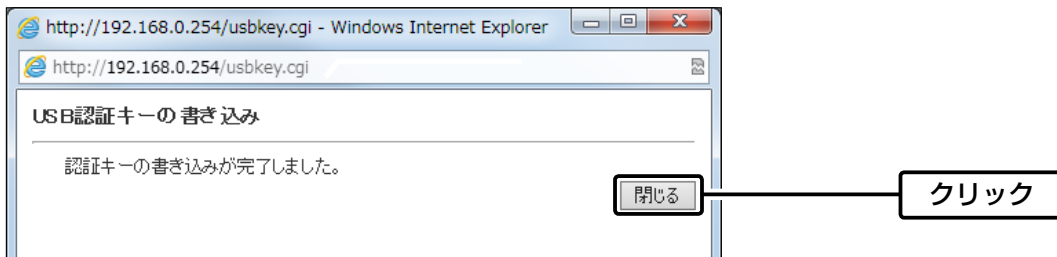 http://192.168.0.254/usbkey.cgi - Windows Internet Explorer
http://192.168.0.254/usbkey.cgi
USB認証キーの書き込み
認証キーの書き込みが完了しました。
閉じる
クリック